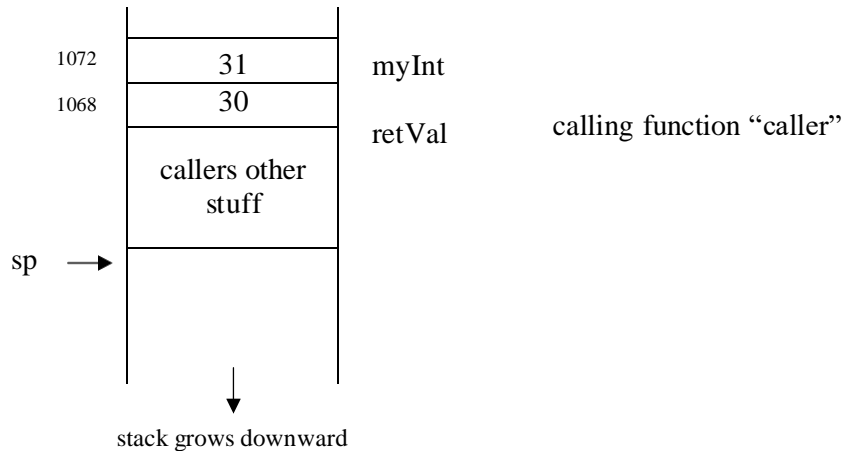 1072 31 myInt
1068 30
retVal calling function “caller”
callers other
stuff
sp
stack grows downward